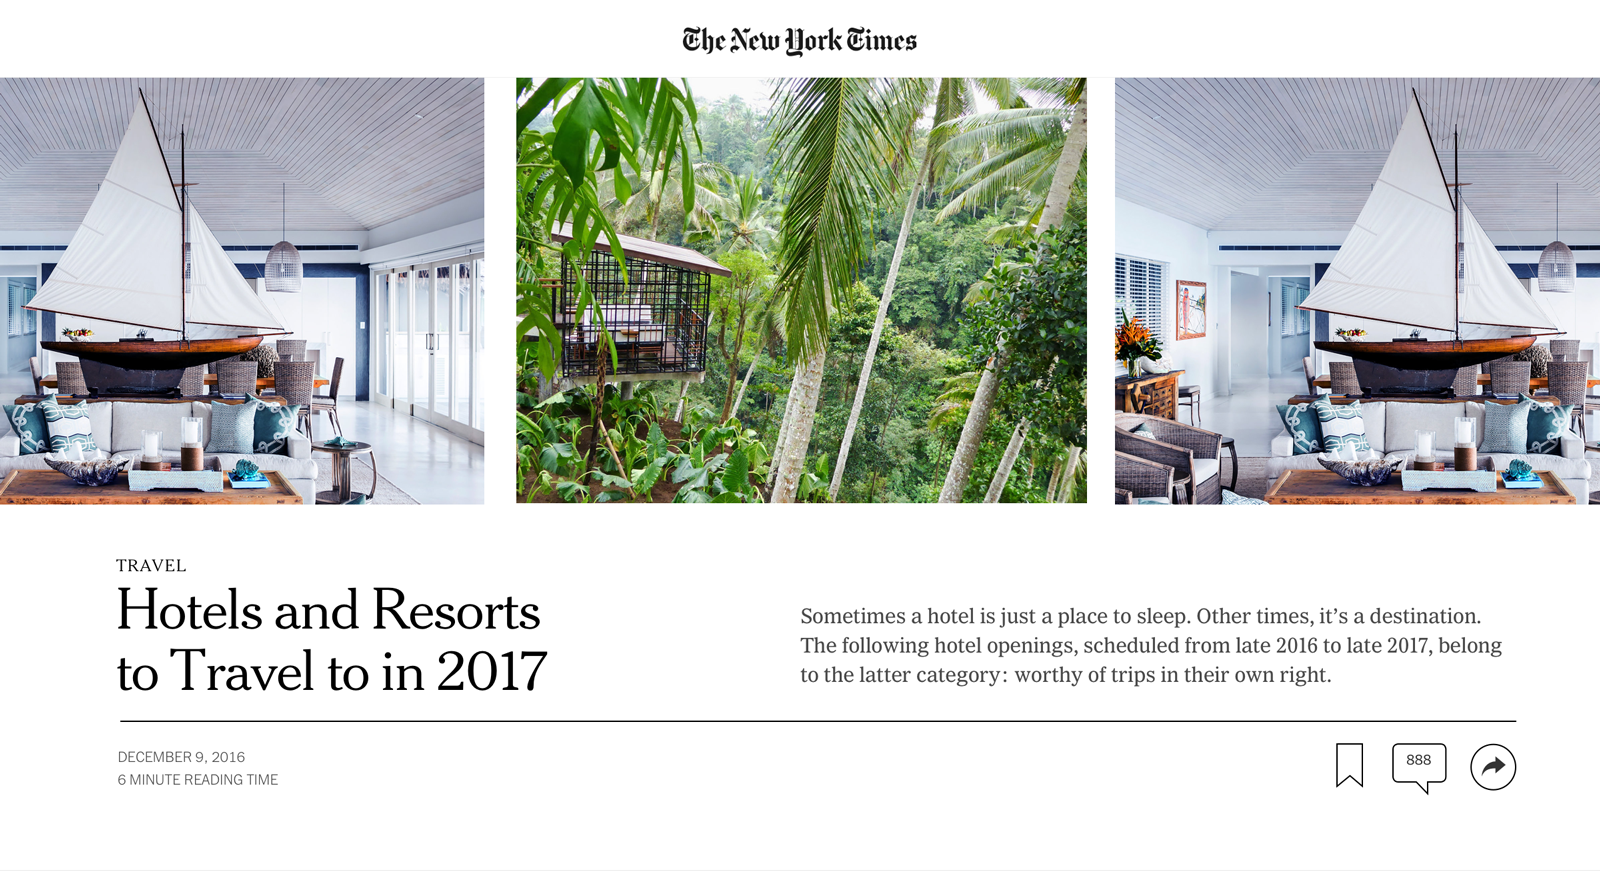 The New York Times
TRAVEL
Hotels and Resorts
to Travel to in 2017
Sometimes a hotel is just a place to sleep. Other times, it’s a destination.
The following hotel openings, scheduled from late 2016 to late 2017, belong
to the latter category: worthy of trips in their own right.
DECEMBER 9, 2016
6 MINUTE READING TIME
888